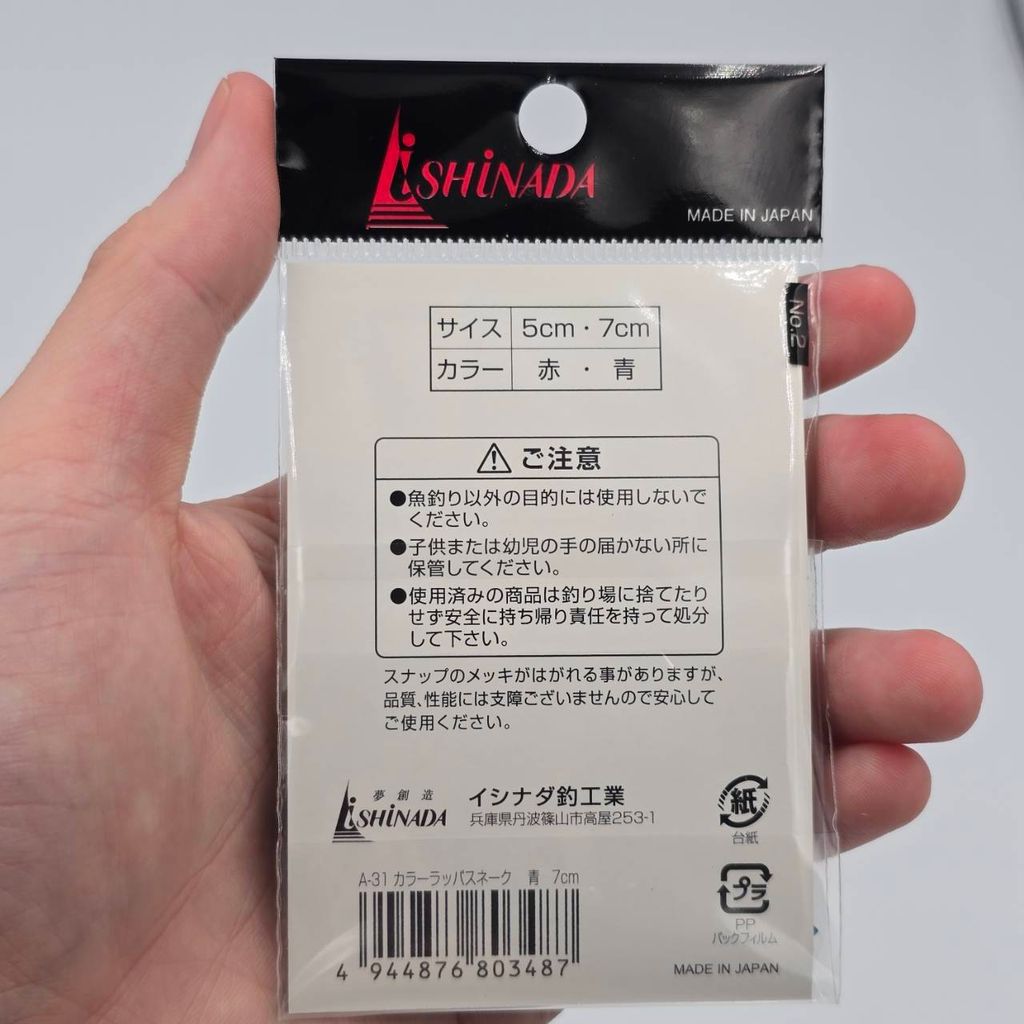 iSHiNADA
MADE IN JAPAN
No.2
サイズ 5cm・7cm
カラー 赤 ・ 青
ご注意
●魚釣り以外の目的には使用しないで
ください。
●子供または幼児の手の届かない所に
保管してください。
●使用済みの商品は釣り場に捨てたり
せず安全に持ち帰り責任を持って処分
して下さい。
スナップのメッキがはがれる事がありますが、
品質、性能には支障ございませんので安心して
ご使用ください。
夢創造
iSHiNADA
イシナダ釣工業
兵庫県丹波篠山市高屋253-1
紙
台紙
A-31 カラーラッパスネーク 青 7cm
4 944876 803487
プラ
PP
パックフィルム
MADE IN JAPAN